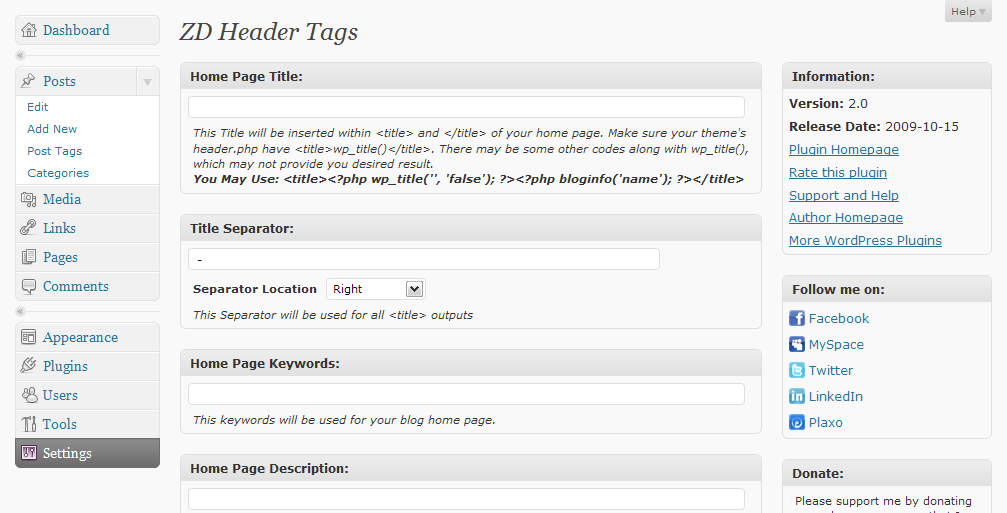 Help
Dashboard
Posts
Edit
Add New
Post Tags
Categories
Media
Links
Pages
Comments
Appearance
Plugins
Users
Tools
Settings
ZD Header Tags
Home Page Title:
This Title will be inserted within <title> and </title> of your home page. Make sure your theme's
header.php have <title>wp_title()</title>. There may be some other codes along with wp_title(),
which may not provide you desired result.
You May Use: <title><?php wp_title('', 'false'); ?><?php bloginfo('name'); ?></title>
Title Separator:
-
Separator Location Right
This Separator will be used for all <title> outputs
Home Page Keywords:
This keywords will be used for your blog home page.
Home Page Description:
Information:
Version: 2.0
Release Date: 2009-10-15
Plugin Homepage
Rate this plugin
Support and Help
Author Homepage
More WordPress Plugins
Follow me on:
Facebook
MySpace
Twitter
LinkedIn
Plaxo
Donate:
Please support me by donating